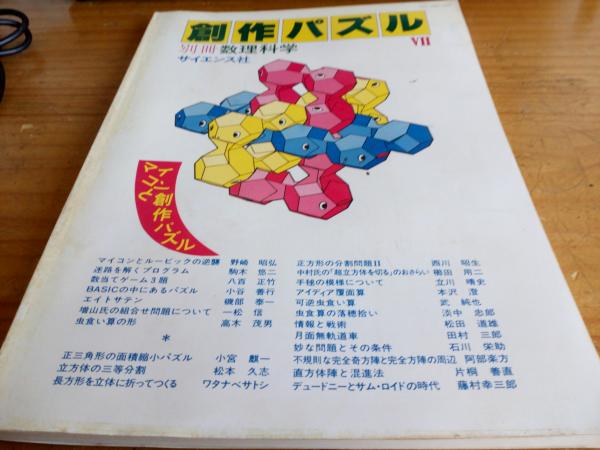 創作パズル
VII
別冊 数理科学
サイエンス社
マイコンと
マイコン創作パズル
マイコンとルービックの逆襲 野崎 昭弘
迷路を解くプログラム 駒木 悠二
数当てゲーム3題 八百 正竹
BASICの中にあるパズル 小谷 善行
エイトサテン 磯部 泰一
増山氏の組合せ問題について 一松 信
虫食い算の形 高木 茂男
*
正三角形の面積縮小パズル 小宮 麒一
立方体の三等分割 松本 久志
長方形を立体に折ってつくる ワタナベサトシ
正方形の分割問題II 西川 昭生
中村氏の「超立方体を切る」のおさらい 櫛田 用二
手毬の模様について 立川 晴史
アイディア覆面算 本沢 澄
可逆虫食い算 武 純也
虫食算の落穂拾い 淡中 忠郎
情報と戦術 松田 道雄
月面無軌道車 田村 三郎
妙な問題とその条件 石川 栄助
不規則な完全奇方陣と完全方陣の周辺 阿部楽方
直方体陣と混進法 片桐 善直
デュードニーとサム・ロイドの時代 藤村幸三郎